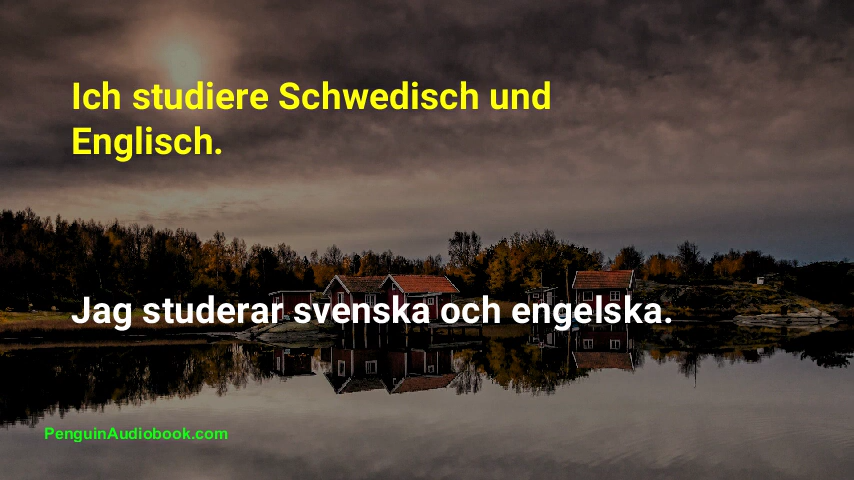 Ich studiere Schwedisch und
Englisch.
Jag studerar svenska och engelska.
PenguinAudiobook.com